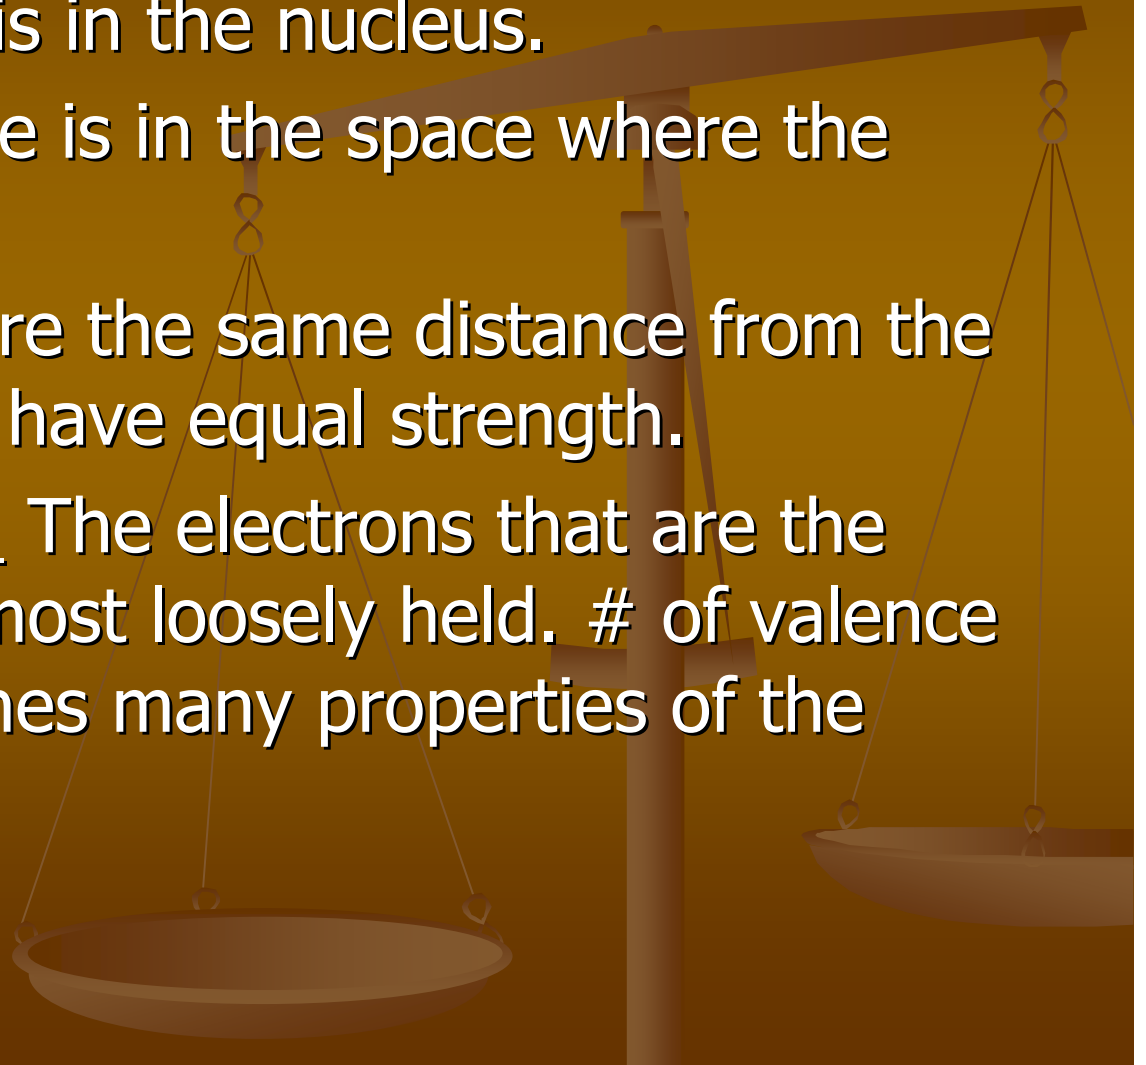 is in the nucleus.
e is in the space where the
re the same distance from the
have equal strength.
_ The electrons that are the
most loosely held. # of valence
nes many properties of the